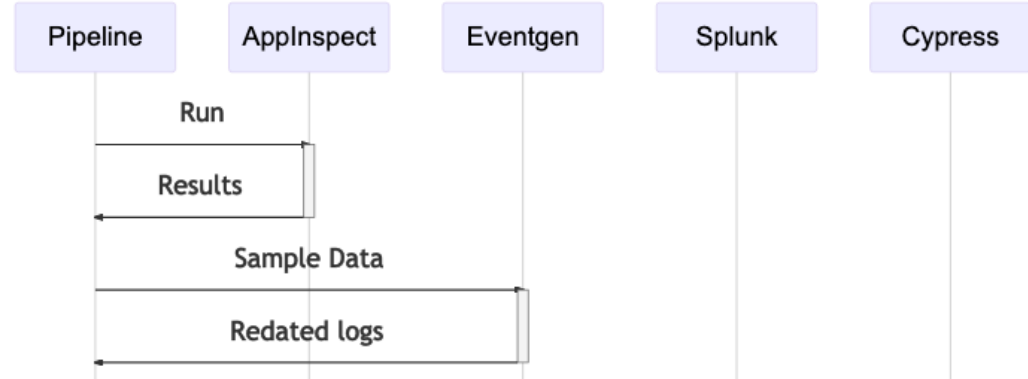 Pipeline AppInspect Eventgen Splunk Cypress
Run
Results
Sample Data
Redated logs